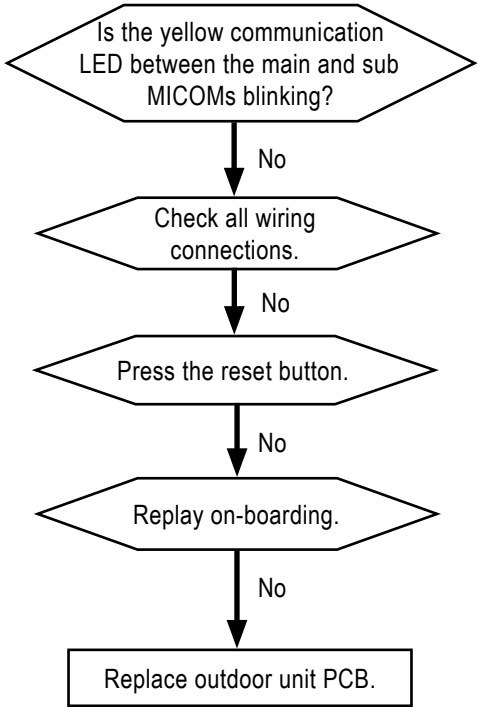 Is the yellow communication
LED between the main and sub
MICOMs blinking?
No
Check all wiring
connections.
No
Press the reset button.
No
Replay on-boarding.
No
Replace outdoor unit PCB.